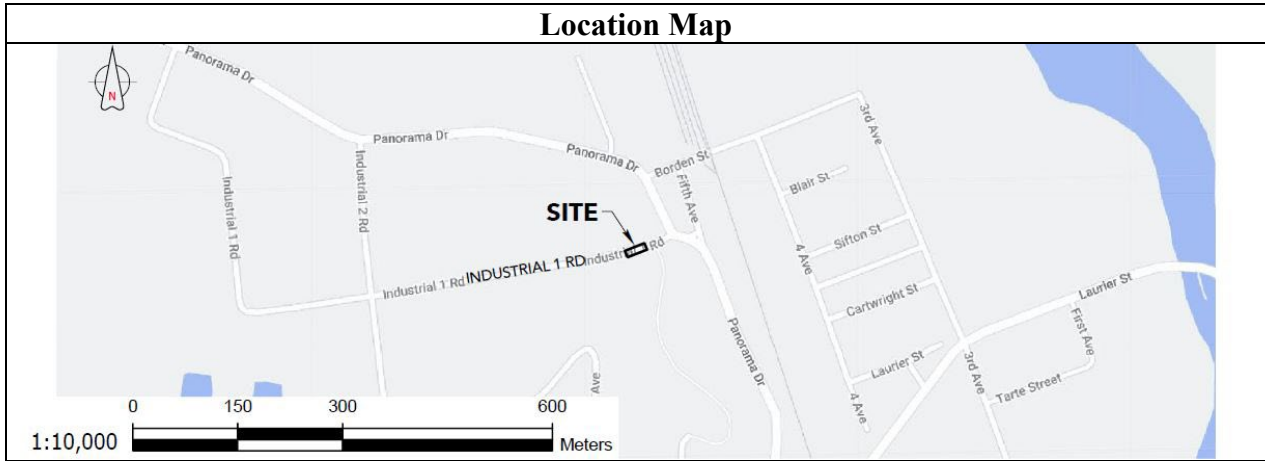 Location Map
Panorama Dr
N
3rd Ave
Panorama Dr
Panorama Dr
Borden St
Industrial 2 Rd
Industrial 1 Rd
Fifth Ave
Blair St
SITE
Sifton St
4 Ave
Industrial 1 Rd
INDUSTRIAL 1 RD
Industrial 1 Rd
Laurier St
Cartwright St
First Ave
Panorama Dr
Laurier St
3rd Ave
Tarte Street
Ave
4 Ave
0 150 300 600
1:10,000
Meters